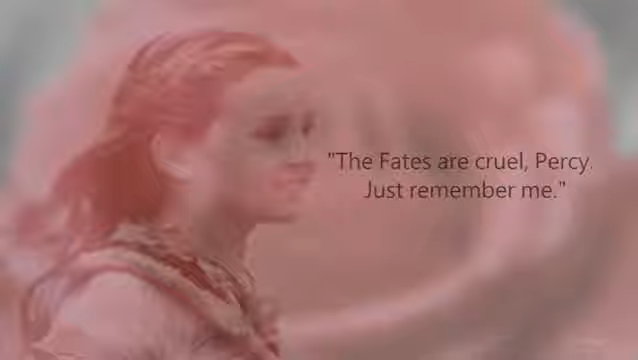 "The Fates are cruel, Percy.
Just remember me."